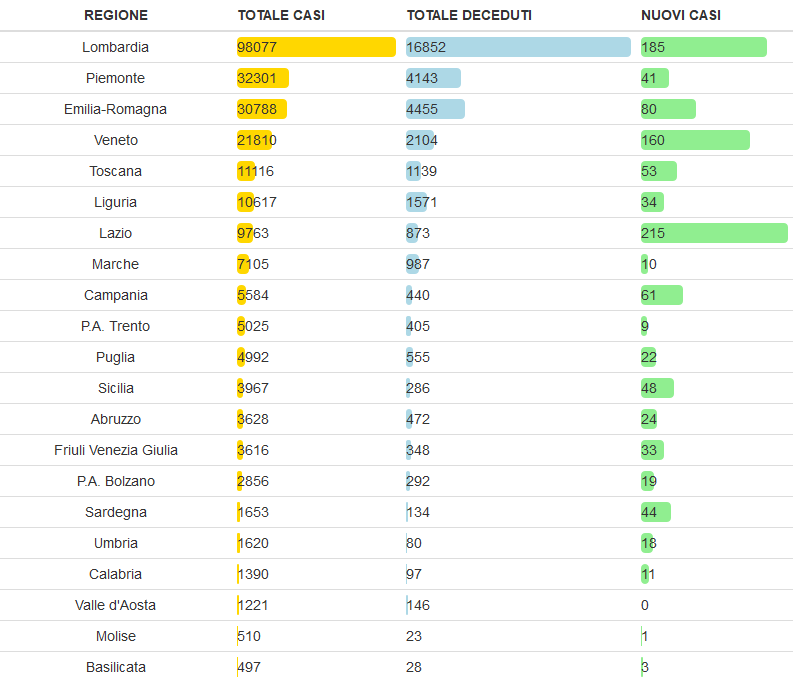 REGIONE TOTALE CASI TOTALE DECEDUTI NUOVI CASI
Lombardia 98077 16852 185
Piemonte 32301 4143 41
Emilia-Romagna 30788 4455 80
Veneto 21810 2104 160
Toscana 11116 1139 53
Liguria 10617 1571 34
Lazio 9763 873 215
Marche 7105 987 10
Campania 5584 440 61
P.A. Trento 5025 405 9
Puglia 4992 555 22
Sicilia 3967 286 48
Abruzzo 3628 472 24
Friuli Venezia Giulia 3616 348 33
P.A. Bolzano 2856 292 19
Sardegna 1653 134 44
Umbria 1620 80 18
Calabria 1390 97 11
Valle d'Aosta 1221 146 0
Molise 510 23 1
Basilicata 497 28 3